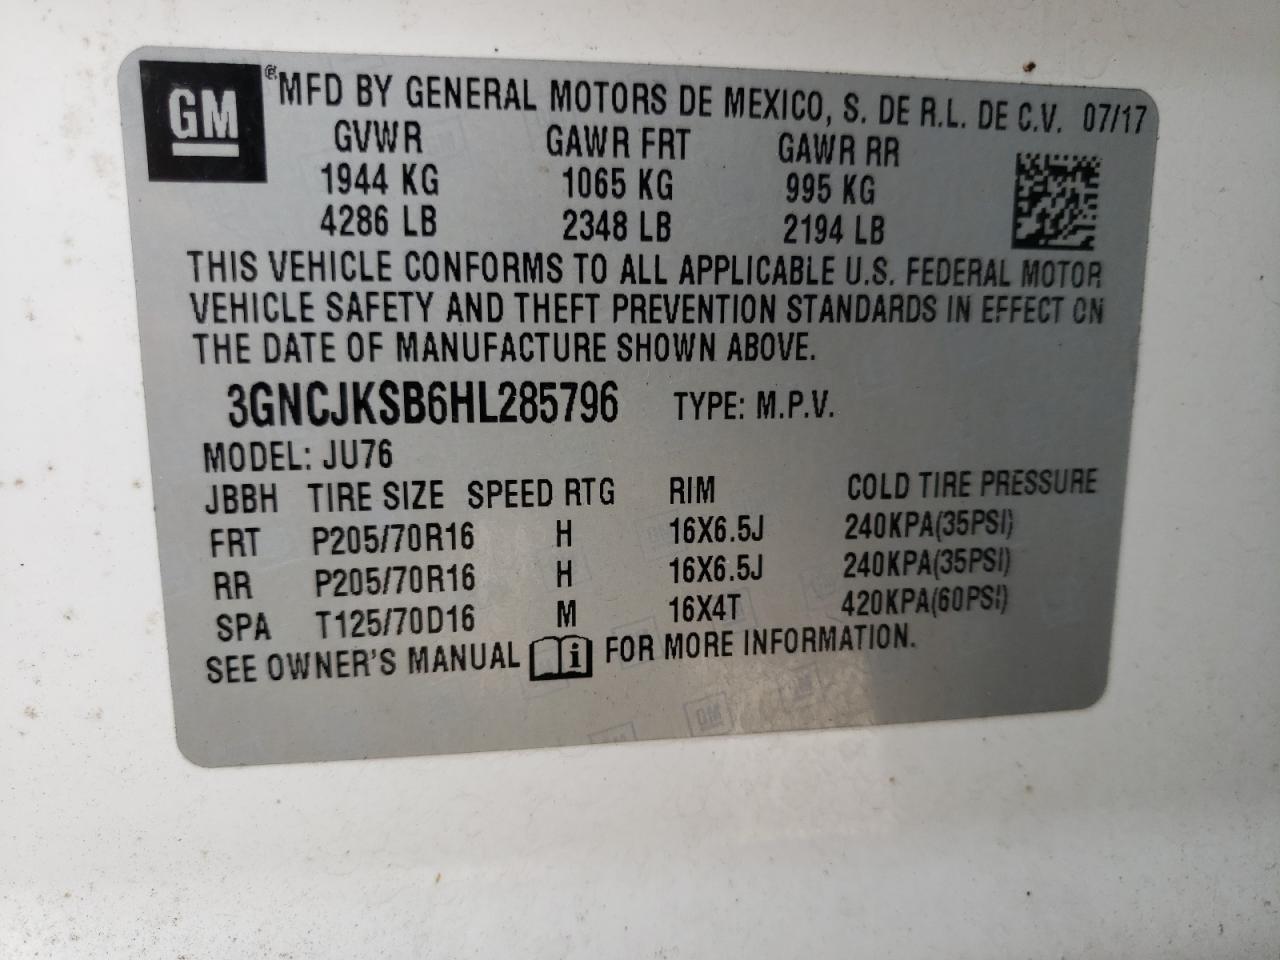 GM ® MFD BY GENERAL MOTORS DE MEXICO, S. DE R.L. DE C.V. 07/17
GVWR GAWR FRT GAWR RR
1944 KG 1065 KG 995 KG
4286 LB 2348 LB 2194 LB
THIS VEHICLE CONFORMS TO ALL APPLICABLE U.S. FEDERAL MOTOR
VEHICLE SAFETY AND THEFT PREVENTION STANDARDS IN EFFECT ON
THE DATE OF MANUFACTURE SHOWN ABOVE.
3GNCJKSB6HL285796 TYPE: M.P.V.
MODEL: JU76
JBBH TIRE SIZE SPEED RTG RIM COLD TIRE PRESSURE
FRT P205/70R16 H 16X6.5J 240KPA(35PSI)
RR P205/70R16 H 16X6.5J 240KPA(35PSI)
SPA T125/70D16 M 16X4T 420KPA(60PSI)
SEE OWNER'S MANUAL i FOR MORE INFORMATION.
GM